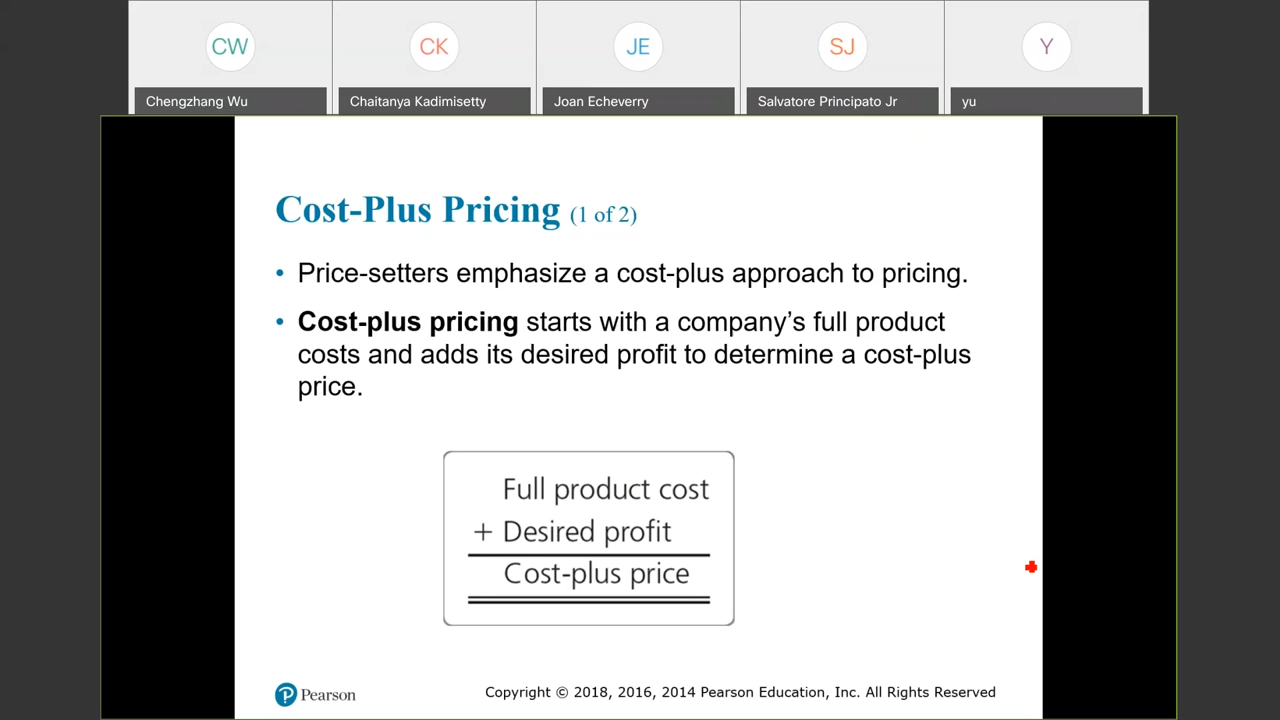 CW
CK
JE
SJ
Y
Chengzhang Wu
Chaitanya Kadimisetty
Joan Echeverry
Salvatore Principato Jr
yu
Cost-Plus Pricing (1 of 2)
• Price-setters emphasize a cost-plus approach to pricing.
• Cost-plus pricing starts with a company’s full product
costs and adds its desired profit to determine a cost-plus
price.
Full product cost
+ Desired profit
Cost-plus price
P Pearson
Copyright © 2018, 2016, 2014 Pearson Education, Inc. All Rights Reserved